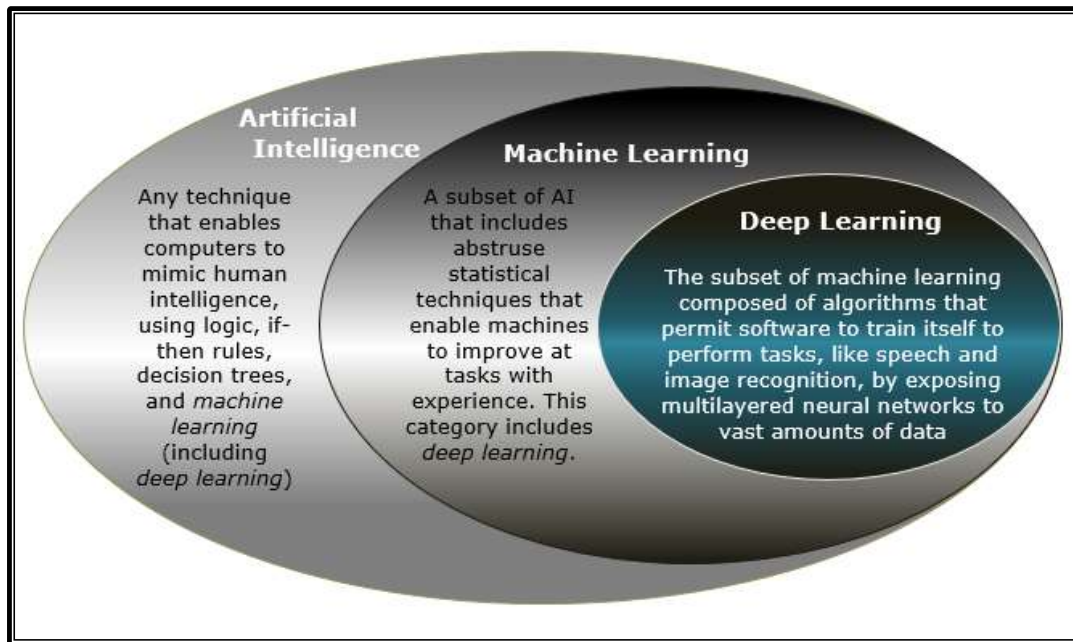 Artificial
Intelligence
Any technique
that enables
computers to
mimic human
intelligence,
using logic, if-
then rules,
decision trees,
and machine
learning
(including
deep learning)
Machine Learning
A subset of AI
that includes
abstruse
statistical
techniques that
enable machines
to improve at
tasks with
experience. This
category includes
deep learning.
Deep Learning
The subset of machine learning
composed of algorithms that
permit software to train itself to
perform tasks, like speech and
image recognition, by exposing
multilayered neural networks to
vast amounts of data